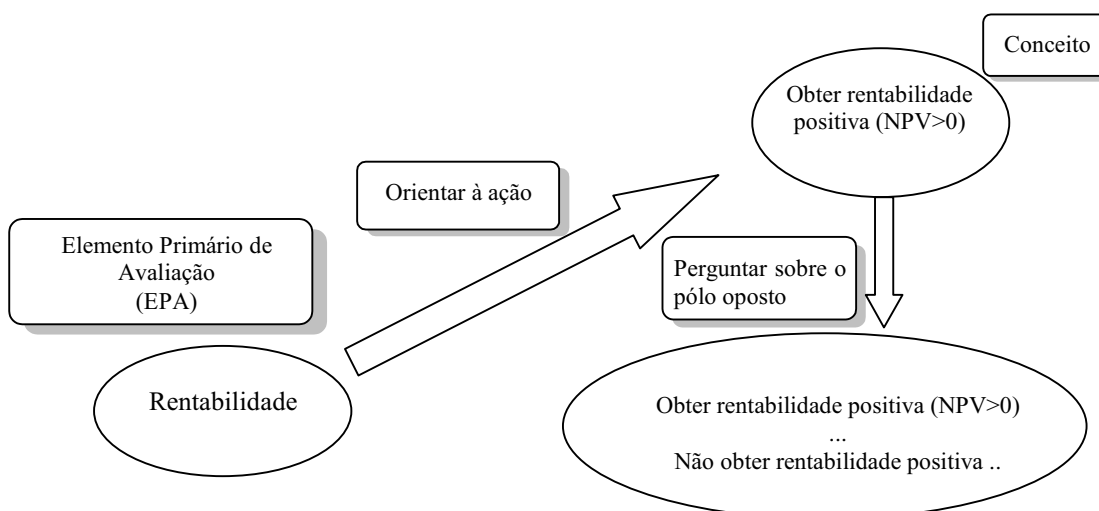 Conceito
Obter rentabilidade
positiva (NPV>0)
Orientar à ação
Elemento Primário de
Avaliação
(EPA)
Perguntar sobre o
pólo oposto
Rentabilidade
Obter rentabilidade positiva (NPV>0)
...
Não obter rentabilidade positiva ..